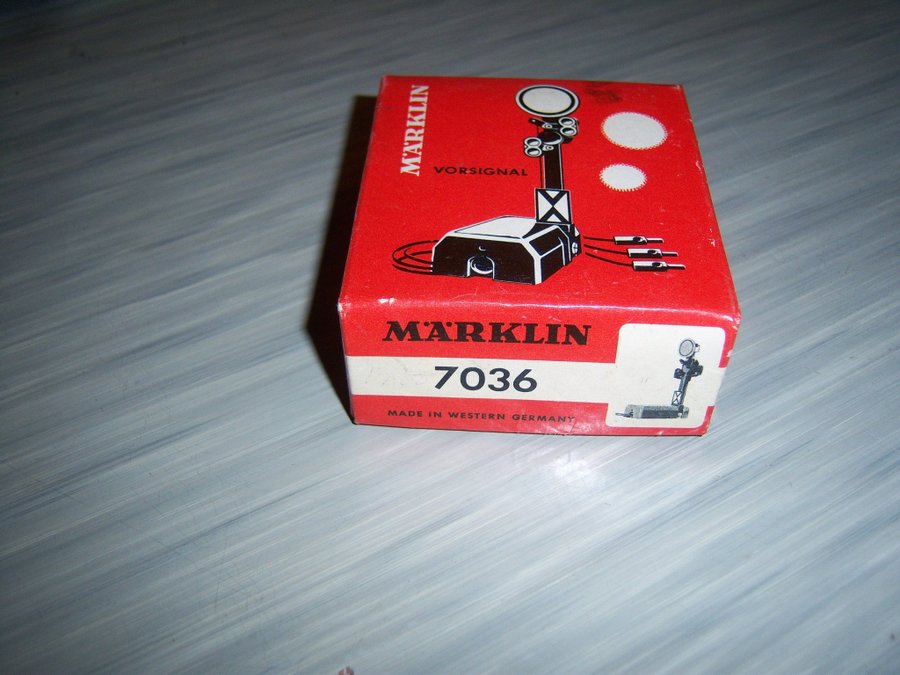 MÄRKLIN
VORSIGNAL
MÄRKLIN
7036
MADE IN WESTERN GERMANY